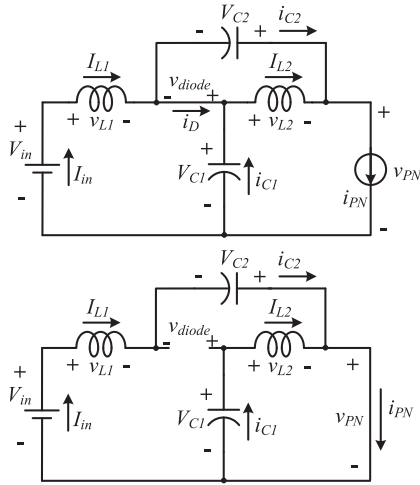 - V_C2 + i_C2
I_L1 v_diode I_L2
- +
+ v_L1 - i_D + v_L2 -
+ V_in - I_in
+ V_C1 - i_C1
+ v_PN - i_PN
- V_C2 + i_C2
I_L1 v_diode I_L2
- +
+ v_L1 - + v_L2 -
+ V_in - I_in
+ V_C1 - i_C1
+ v_PN - i_PN